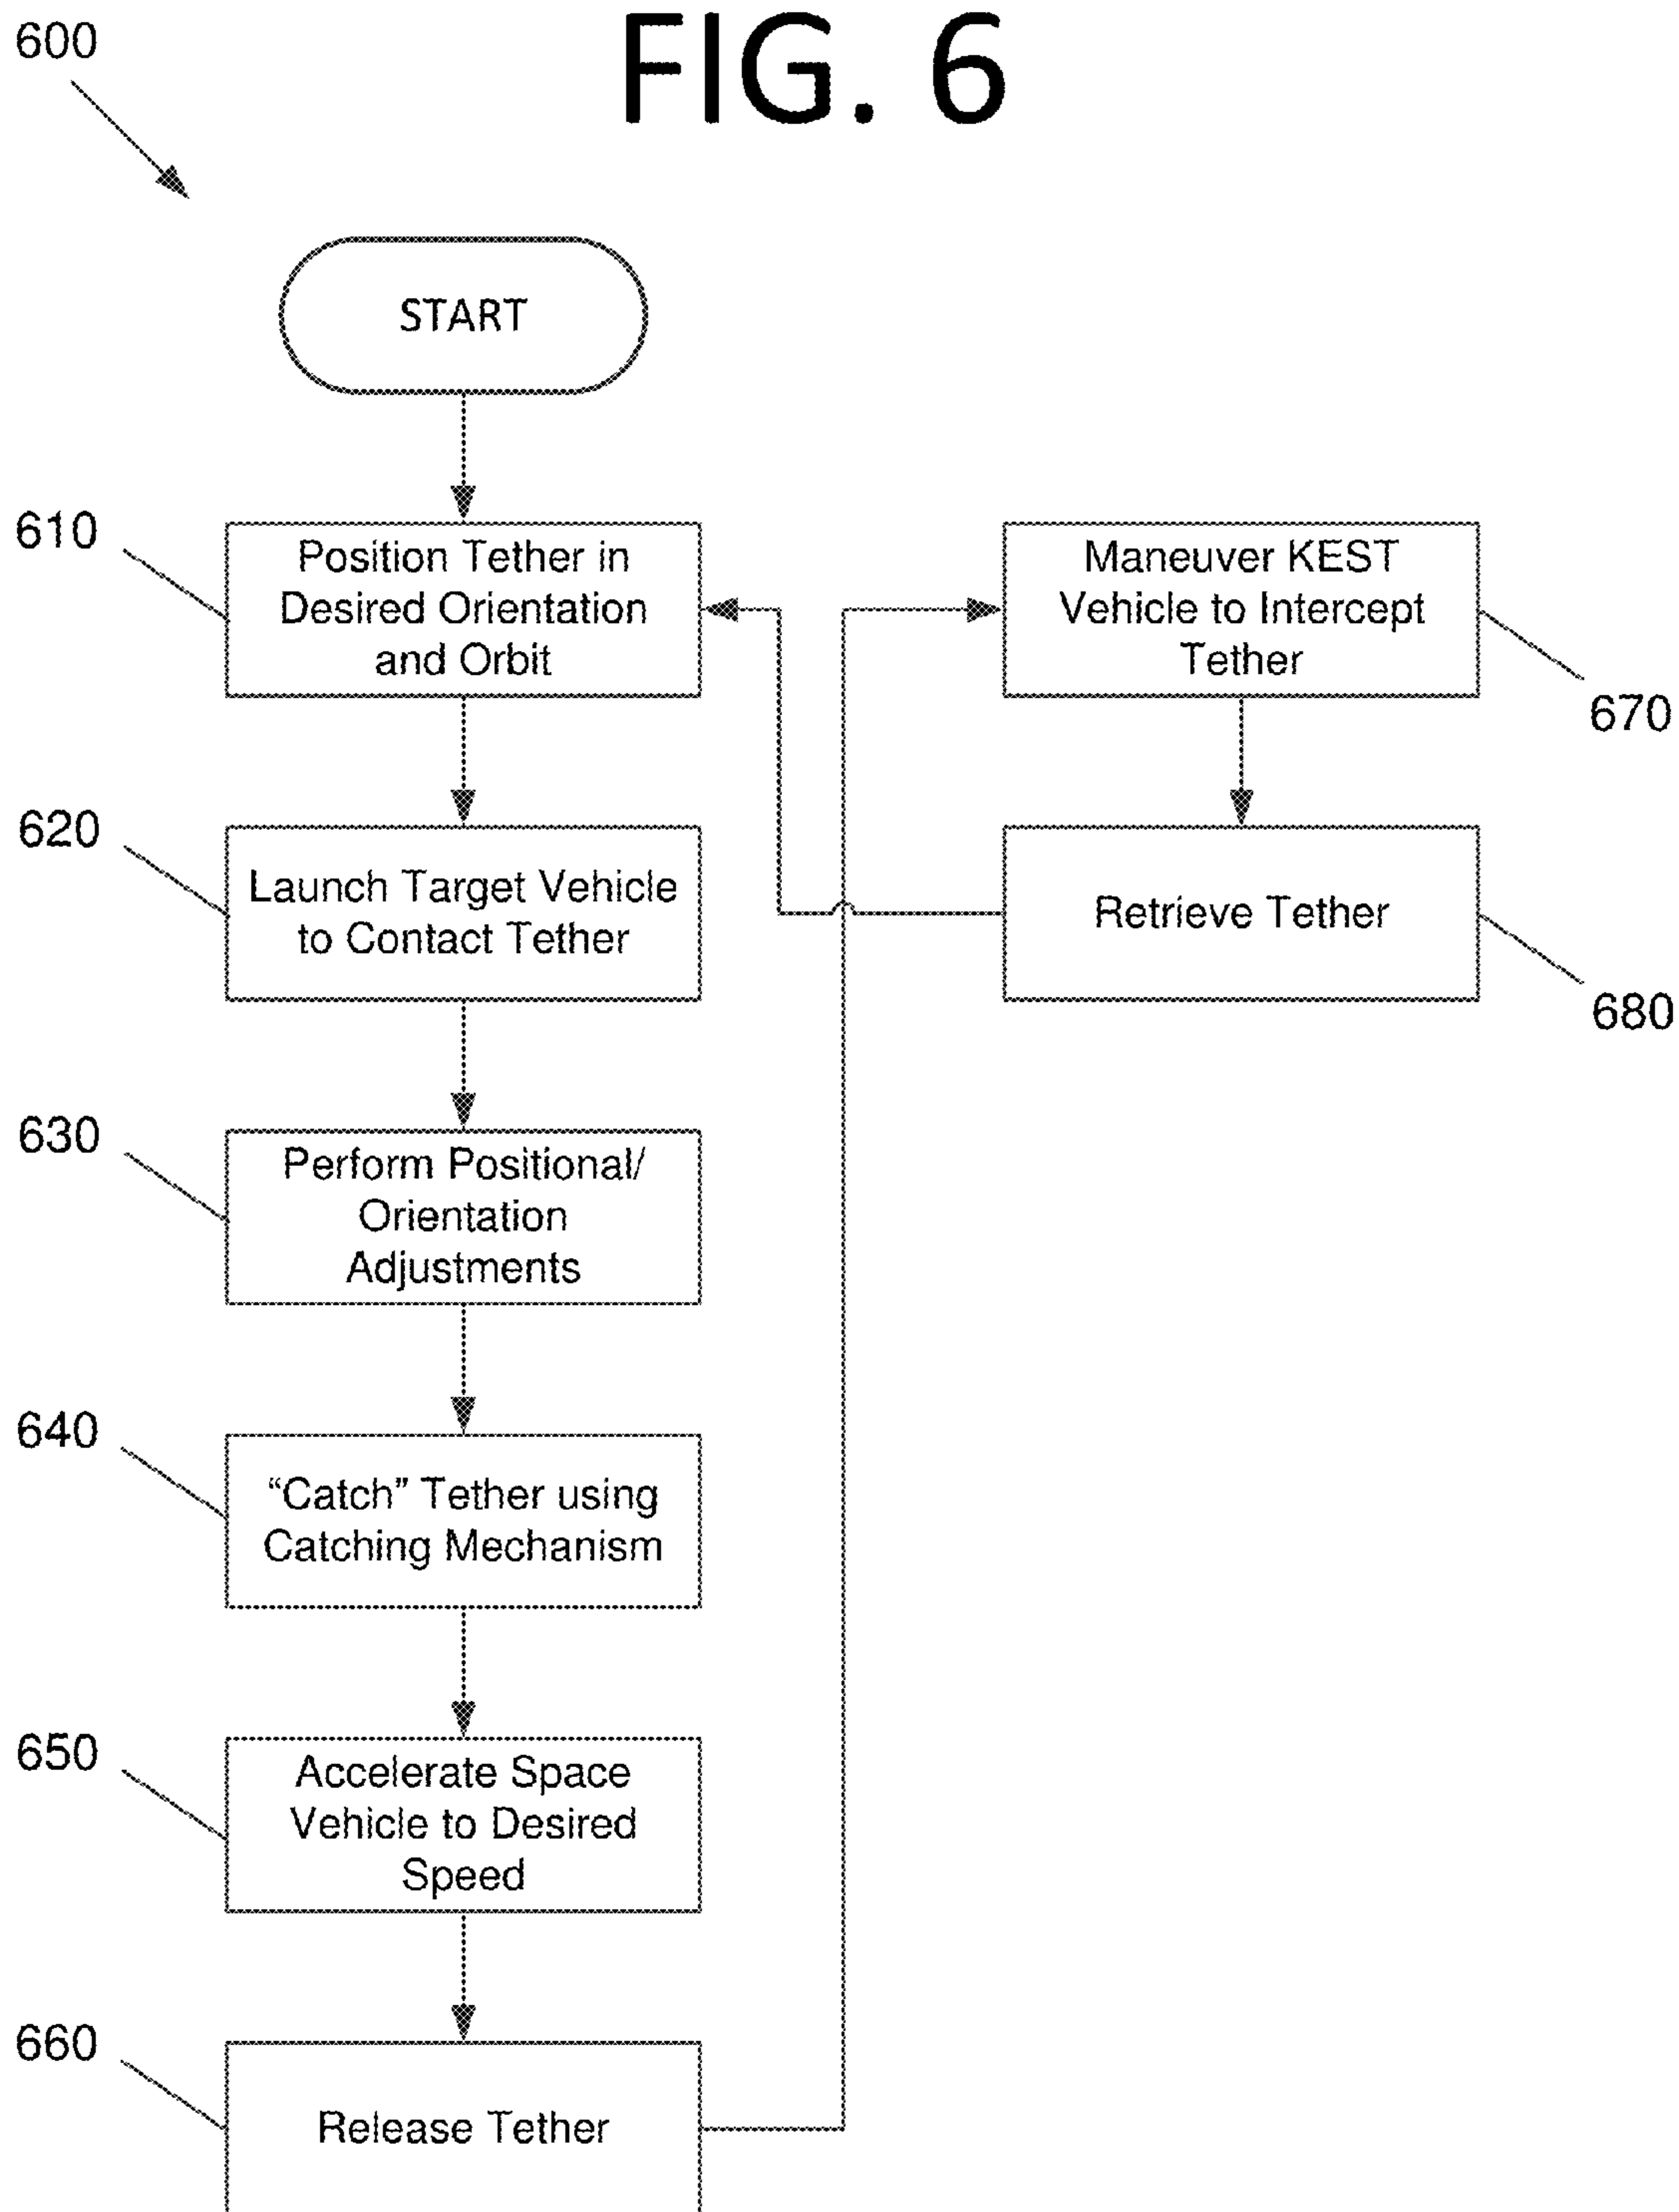 600
FIG. 6
START
610
Position Tether in
Desired Orientation
and Orbit
Maneuver KEST
Vehicle to Intercept
Tether
670
620
Launch Target Vehicle
to Contact Tether
Retrieve Tether
680
630
Perform Positional/
Orientation
Adjustments
640
“Catch” Tether using
Catching Mechanism
650
Accelerate Space
Vehicle to Desired
Speed
660
Release Tether